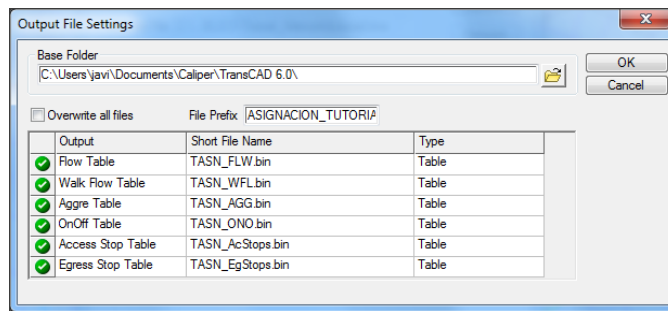 Output File Settings
Base Folder
C:\Users\javi\Documents\Caliper\TransCAD 6.0\
OK
Cancel
Overwrite all files File Prefix ASIGNACION_TUTORIA
Output Short File Name Type
Flow Table TASN_FLW.bin Table
Walk Flow Table TASN_WFL.bin Table
Aggre Table TASN_AGG.bin Table
OnOff Table TASN_ONO.bin Table
Access Stop Table TASN_AcStops.bin Table
Egress Stop Table TASN_EgStops.bin Table